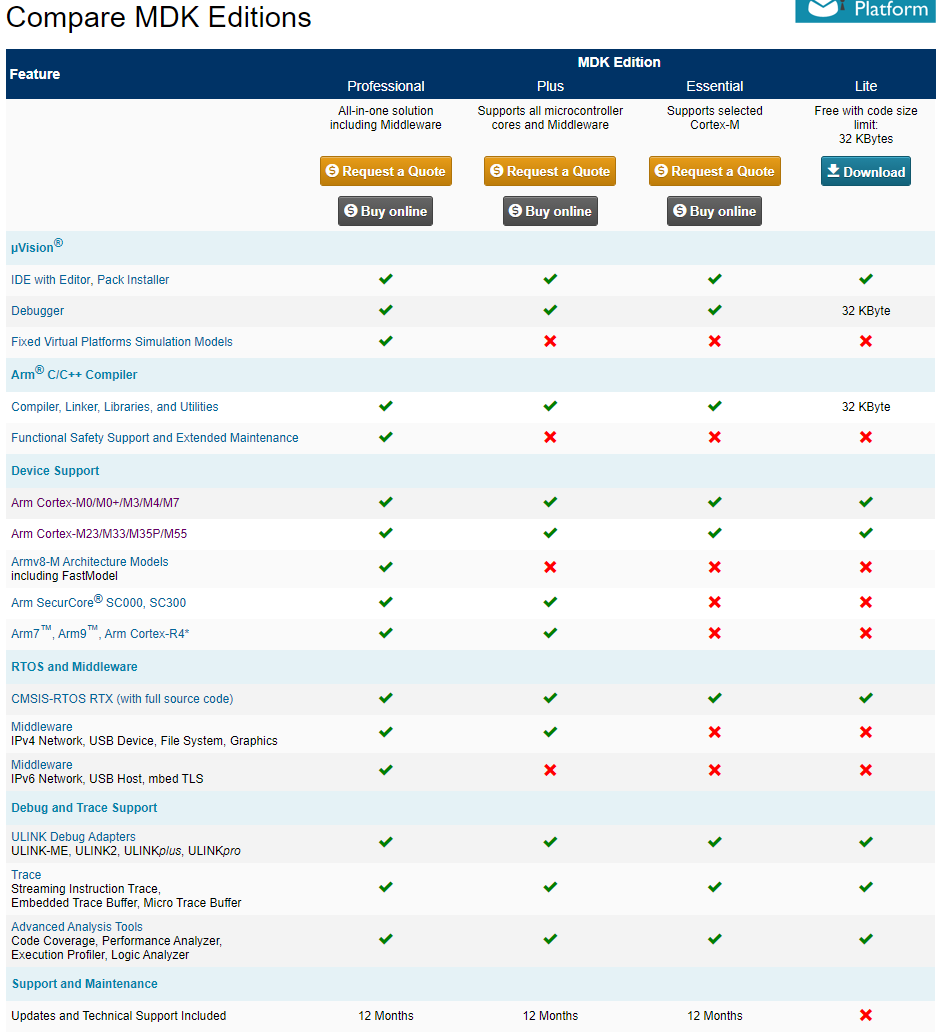 Platform
Compare MDK Editions
Feature
MDK Edition
Professional Plus Essential Lite
All-in-one solution
including Middleware
Supports all microcontroller
cores and Middleware
Supports selected
Cortex-M
Free with code size
limit:
32 KBytes
Request a Quote Request a Quote Request a Quote Download
Buy online Buy online Buy online
µVision®
IDE with Editor, Pack Installer
Debugger 32 KByte
Fixed Virtual Platforms Simulation Models
Arm® C/C++ Compiler
Compiler, Linker, Libraries, and Utilities 32 KByte
Functional Safety Support and Extended Maintenance
Device Support
Arm Cortex-M0/M0+/M3/M4/M7
Arm Cortex-M23/M33/M35P/M55
Armv8-M Architecture Models
including FastModel
Arm SecurCore® SC000, SC300
Arm7™, Arm9™, Arm Cortex-R4*
RTOS and Middleware
CMSIS-RTOS RTX (with full source code)
Middleware
IPv4 Network, USB Device, File System, Graphics
Middleware
IPv6 Network, USB Host, mbed TLS
Debug and Trace Support
ULINK Debug Adapters
ULINK-ME, ULINK2, ULINKplus, ULINKpro
Trace
Streaming Instruction Trace,
Embedded Trace Buffer, Micro Trace Buffer
Advanced Analysis Tools
Code Coverage, Performance Analyzer,
Execution Profiler, Logic Analyzer
Support and Maintenance
Updates and Technical Support Included 12 Months 12 Months 12 Months